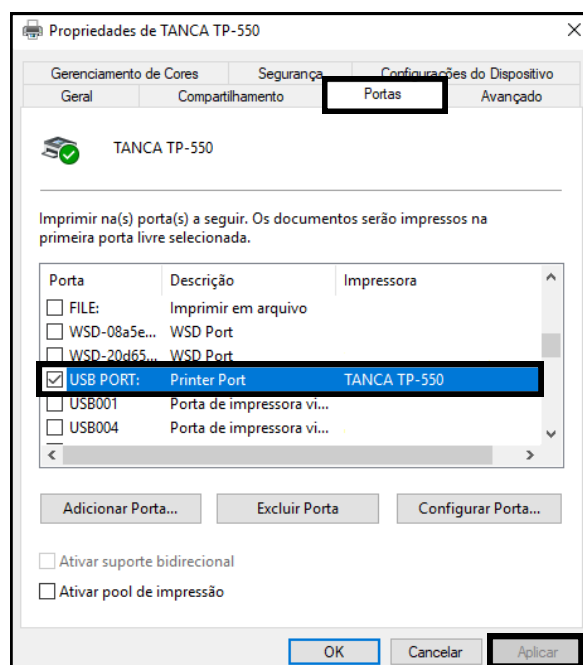 Propriedades de TANCA TP-550
Gerenciamento de Cores Segurança Configurações do Dispositivo
Geral Compartilhamento Portas Avançado
TANCA TP-550
Imprimir na(s) porta(s) a seguir. Os documentos serão impressos na
primeira porta livre selecionada.
Porta Descrição Impressora
FILE: Imprimir em arquivo
WSD-08a5e... WSD Port
WSD-20d65... WSD Port
USB PORT: Printer Port TANCA TP-550
USB001 Porta de impressora vi...
USB004 Porta de impressora vi...
Adicionar Porta... Excluir Porta Configurar Porta...
Ativar suporte bidirecional
Ativar pool de impressão
OK Cancelar Aplicar